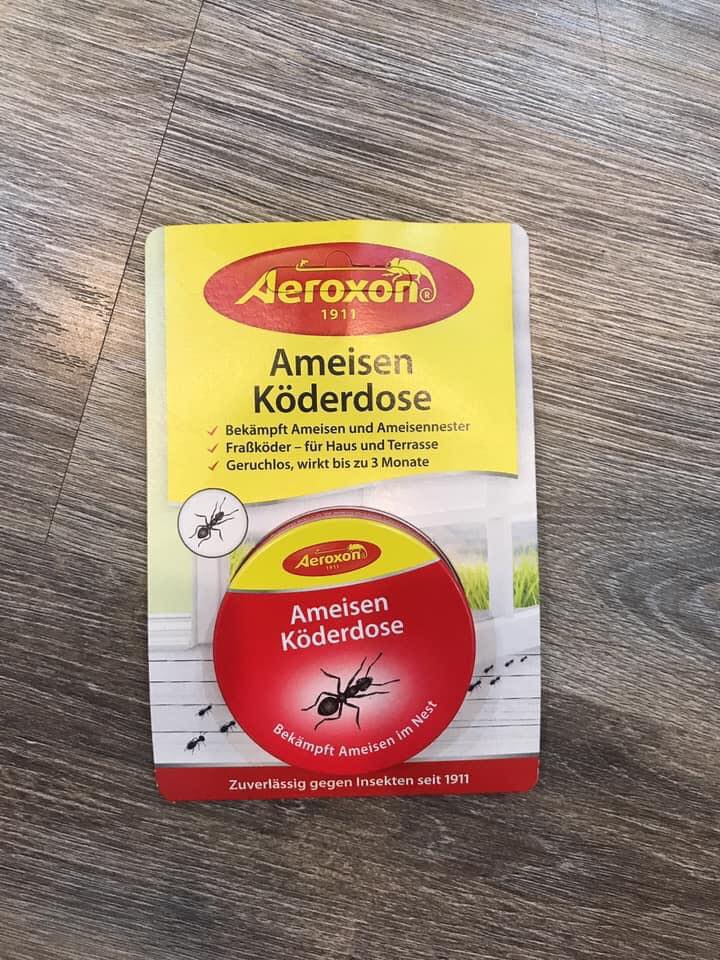 Aeroxon®
1911
Ameisen
Köderdose
✓ Bekämpft Ameisen und Ameisennester
✓ Fraßköder – für Haus und Terrasse
✓ Geruchlos, wirkt bis zu 3 Monate
Aeroxon
1911
Ameisen
Köderdose
Bekämpft Ameisen im Nest
Zuverlässig gegen Insekten seit 1911